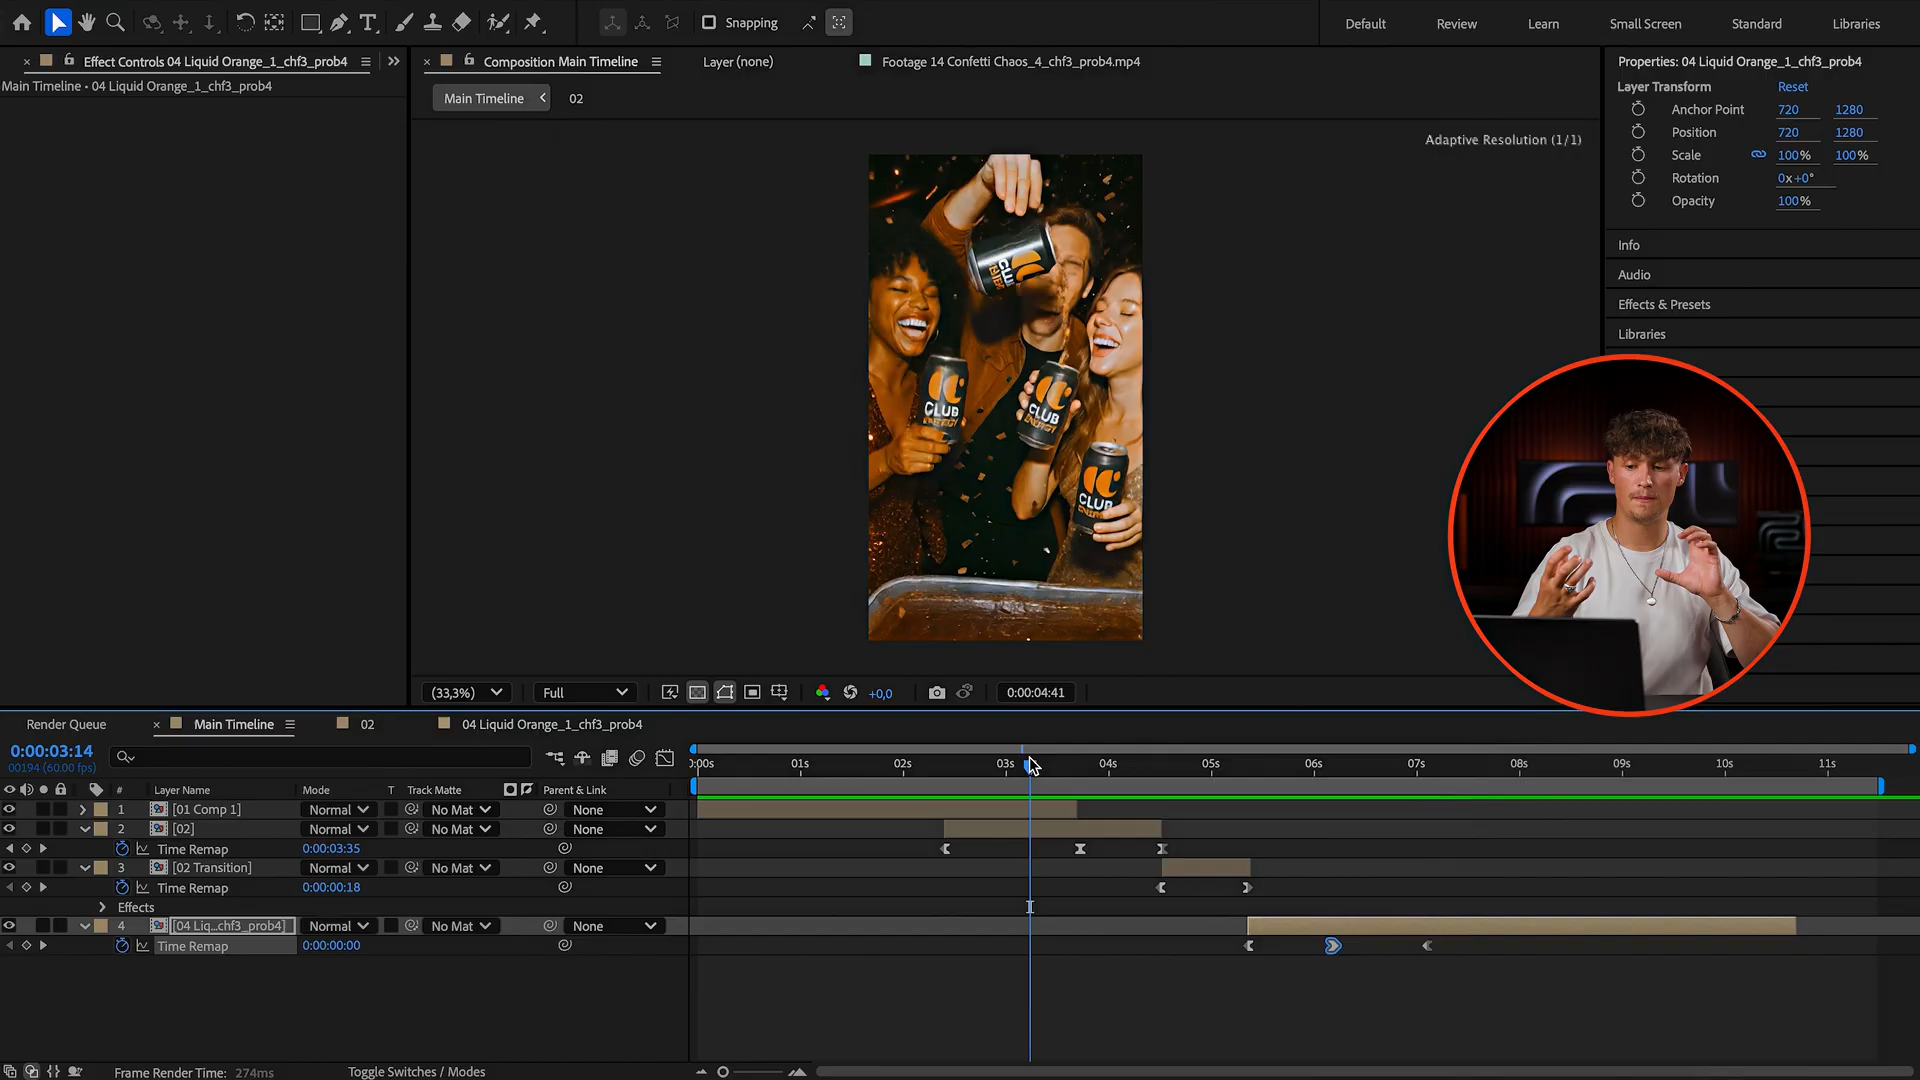 Snapping
Default
Review
Learn
Small Screen
Standard
Libraries
× Effect Controls 04 Liquid Orange_1_chf3_prob4
Main Timeline • 04 Liquid Orange_1_chf3_prob4
× Composition Main Timeline
Layer (none)
Footage 14 Confetti Chaos_4_chf3_prob4.mp4
Main Timeline
02
Adaptive Resolution (1/1)
Properties: 04 Liquid Orange_1_chf3_prob4
Layer Transform Reset
Anchor Point 720 1280
Position 720 1280
Scale 100% 100%
Rotation 0x+0°
Opacity 100%
Info
Audio
Effects & Presets
Libraries
CLUB
ENERGY
CLUB
ENERGY
CLUB
(33,3%)
Full
+0,0
0:00:04:41
Render Queue
× Main Timeline
02
04 Liquid Orange_1_chf3_prob4
0:00:03:14
00194 (60.00 fps)
:00s 01s 02s 03s 04s 05s 06s 07s 08s 09s 10s 11s
# Layer Name Mode T Track Matte Parent & Link
1 [01 Comp 1] Normal No Mat None
2 [02] Normal No Mat None
Time Remap 0:00:03:35
3 [02 Transition] Normal No Mat None
Time Remap 0:00:00:18
Effects
4 [04 Liq...chf3_prob4] Normal No Mat None
Time Remap 0:00:00:00
Frame Render Time: 274ms
Toggle Switches / Modes